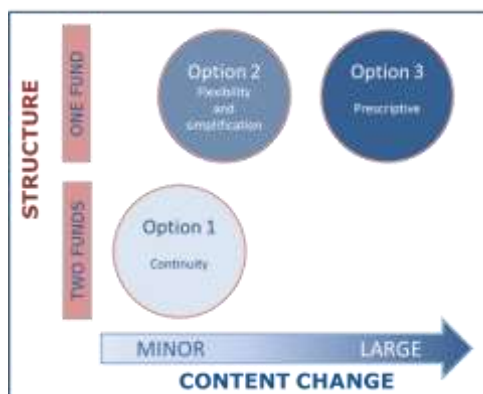 STRUCTURE
ONE FUND
Option 2
Flexibility
and
simplification
Option 3
Prescriptive
TWO FUNDS
Option 1
Continuity
MINOR
LARGE
CONTENT CHANGE